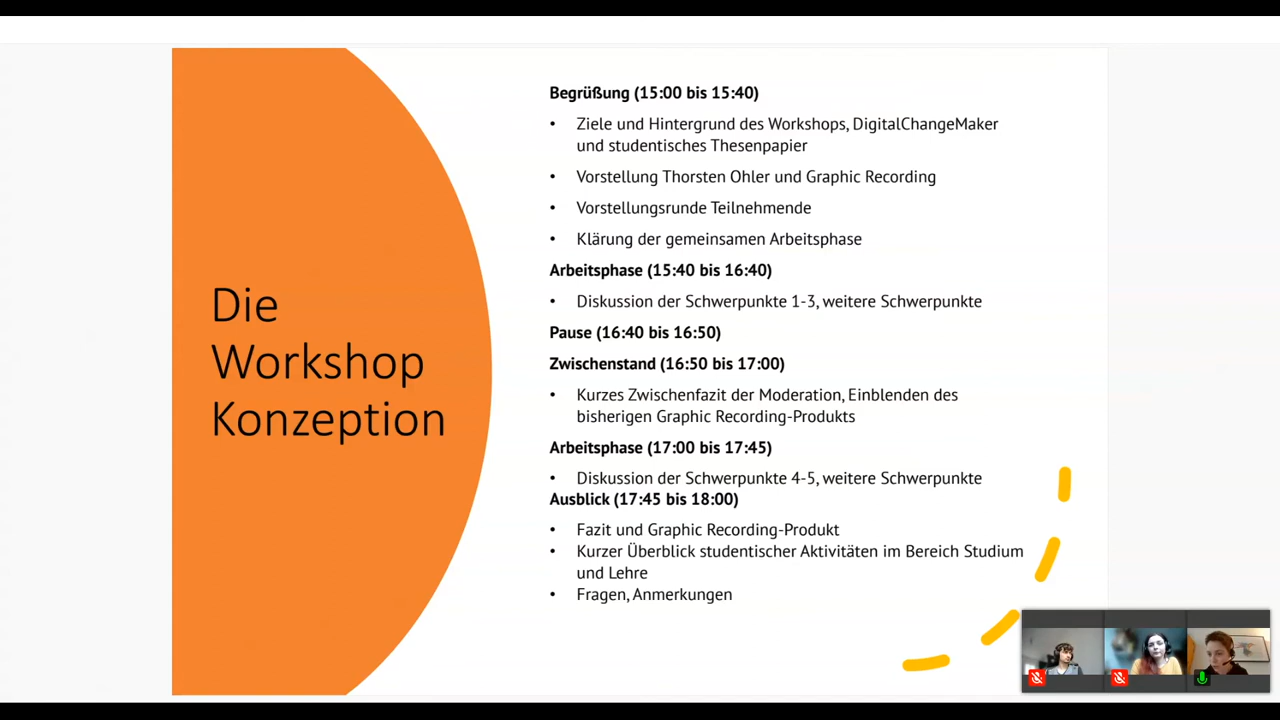 Die
Workshop
Konzeption
Begrüßung (15:00 bis 15:40)
• Ziele und Hintergrund des Workshops, DigitalChangeMaker
und studentisches Thesenpapier
• Vorstellung Thorsten Ohler und Graphic Recording
• Vorstellungsrunde Teilnehmende
• Klärung der gemeinsamen Arbeitsphase
Arbeitsphase (15:40 bis 16:40)
• Diskussion der Schwerpunkte 1-3, weitere Schwerpunkte
Pause (16:40 bis 16:50)
Zwischenstand (16:50 bis 17:00)
• Kurzes Zwischenfazit der Moderation, Einblenden des
bisherigen Graphic Recording-Produkts
Arbeitsphase (17:00 bis 17:45)
• Diskussion der Schwerpunkte 4-5, weitere Schwerpunkte
Ausblick (17:45 bis 18:00)
• Fazit und Graphic Recording-Produkt
• Kurzer Überblick studentischer Aktivitäten im Bereich Studium
und Lehre
• Fragen, Anmerkungen